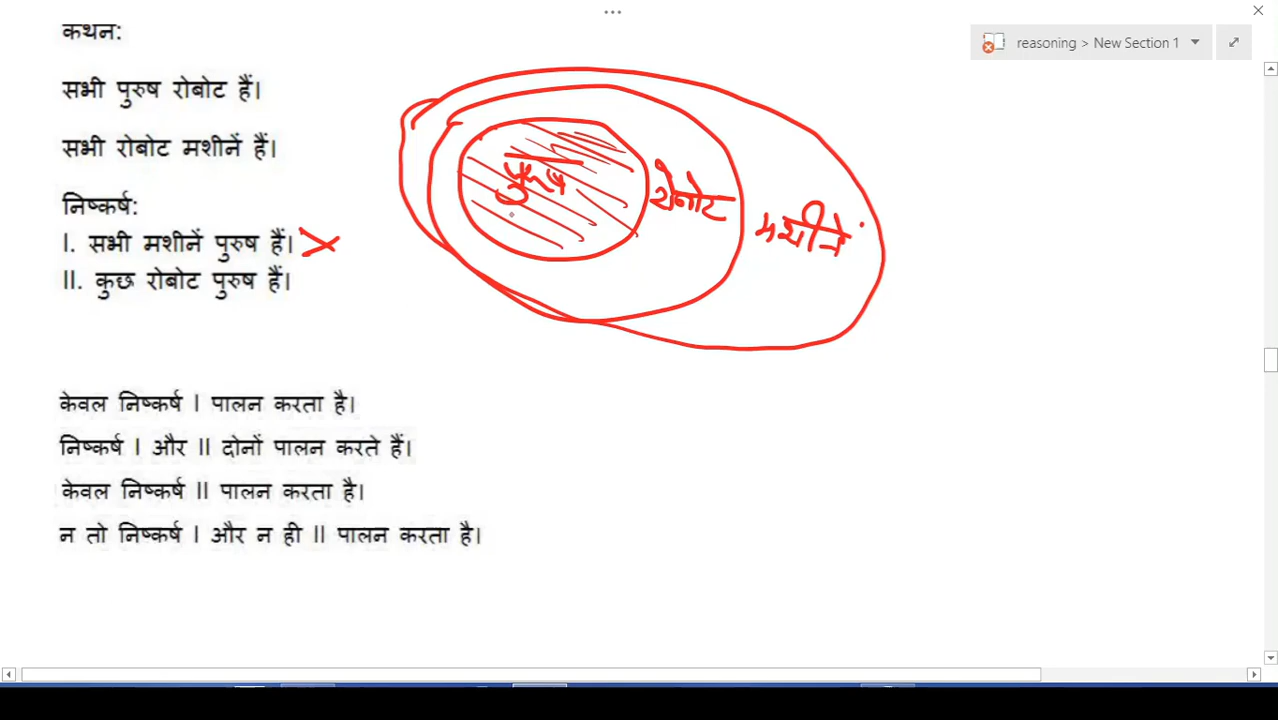 कथन:
reasoning > New Section 1
सभी पुरुष रोबोट हैं।
सभी रोबोट मशीनें हैं।
पुरुष
रोबोट
मशीने
निष्कर्ष:
I. सभी मशीनें पुरुष हैं।
II. कुछ रोबोट पुरुष हैं।
केवल निष्कर्ष I पालन करता है।
निष्कर्ष I और II दोनों पालन करते हैं।
केवल निष्कर्ष II पालन करता है।
न तो निष्कर्ष I और न ही II पालन करता है।